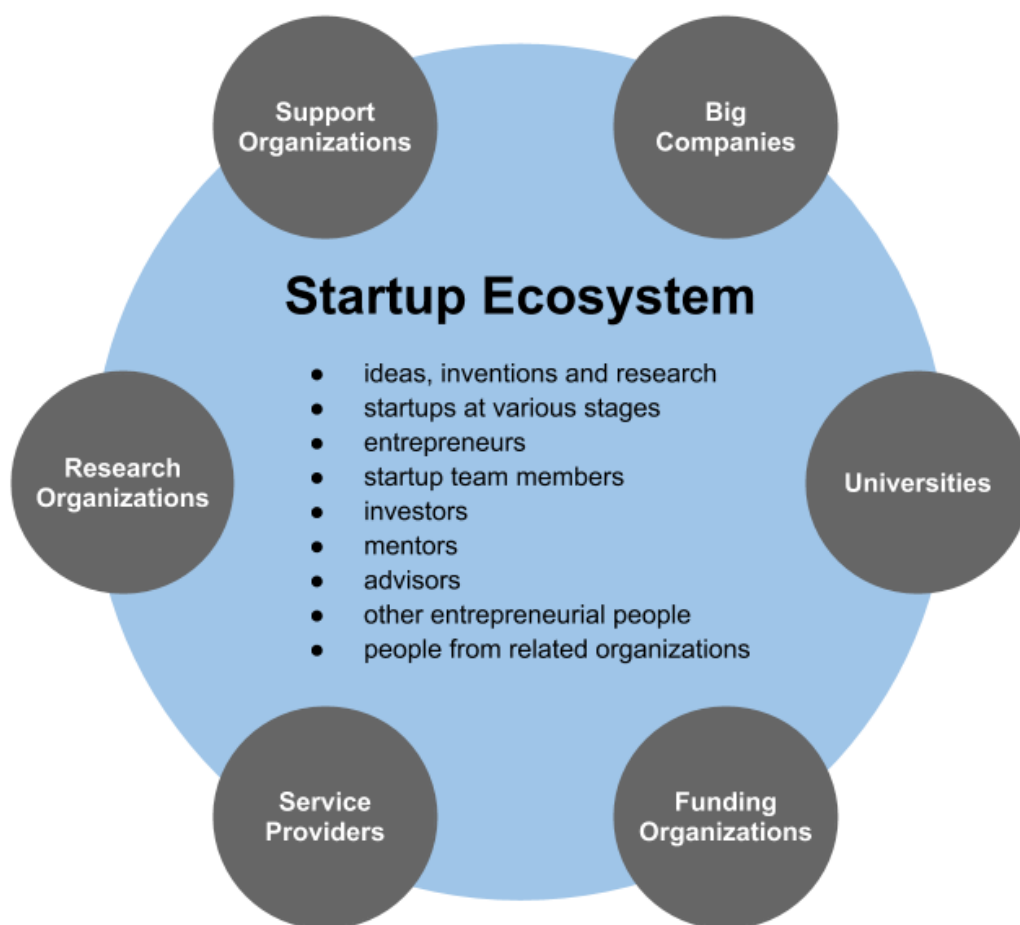 Support
Organizations
Big
Companies
Startup Ecosystem
● ideas, inventions and research
● startups at various stages
● entrepreneurs
● startup team members
● investors
● mentors
● advisors
● other entrepreneurial people
● people from related organizations
Research
Organizations
Universities
Service
Providers
Funding
Organizations